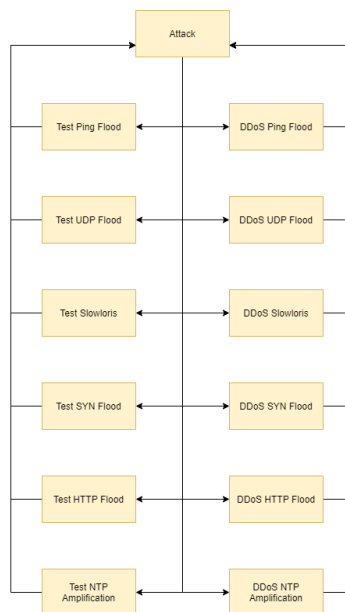 Attack
Test Ping Flood
DDoS Ping Flood
Test UDP Flood
DDoS UDP Flood
Test Slowloris
DDoS Slowloris
Test SYN Flood
DDoS SYN Flood
Test HTTP Flood
DDoS HTTP Flood
Test NTP
Amplification
DDoS NTP
Amplification